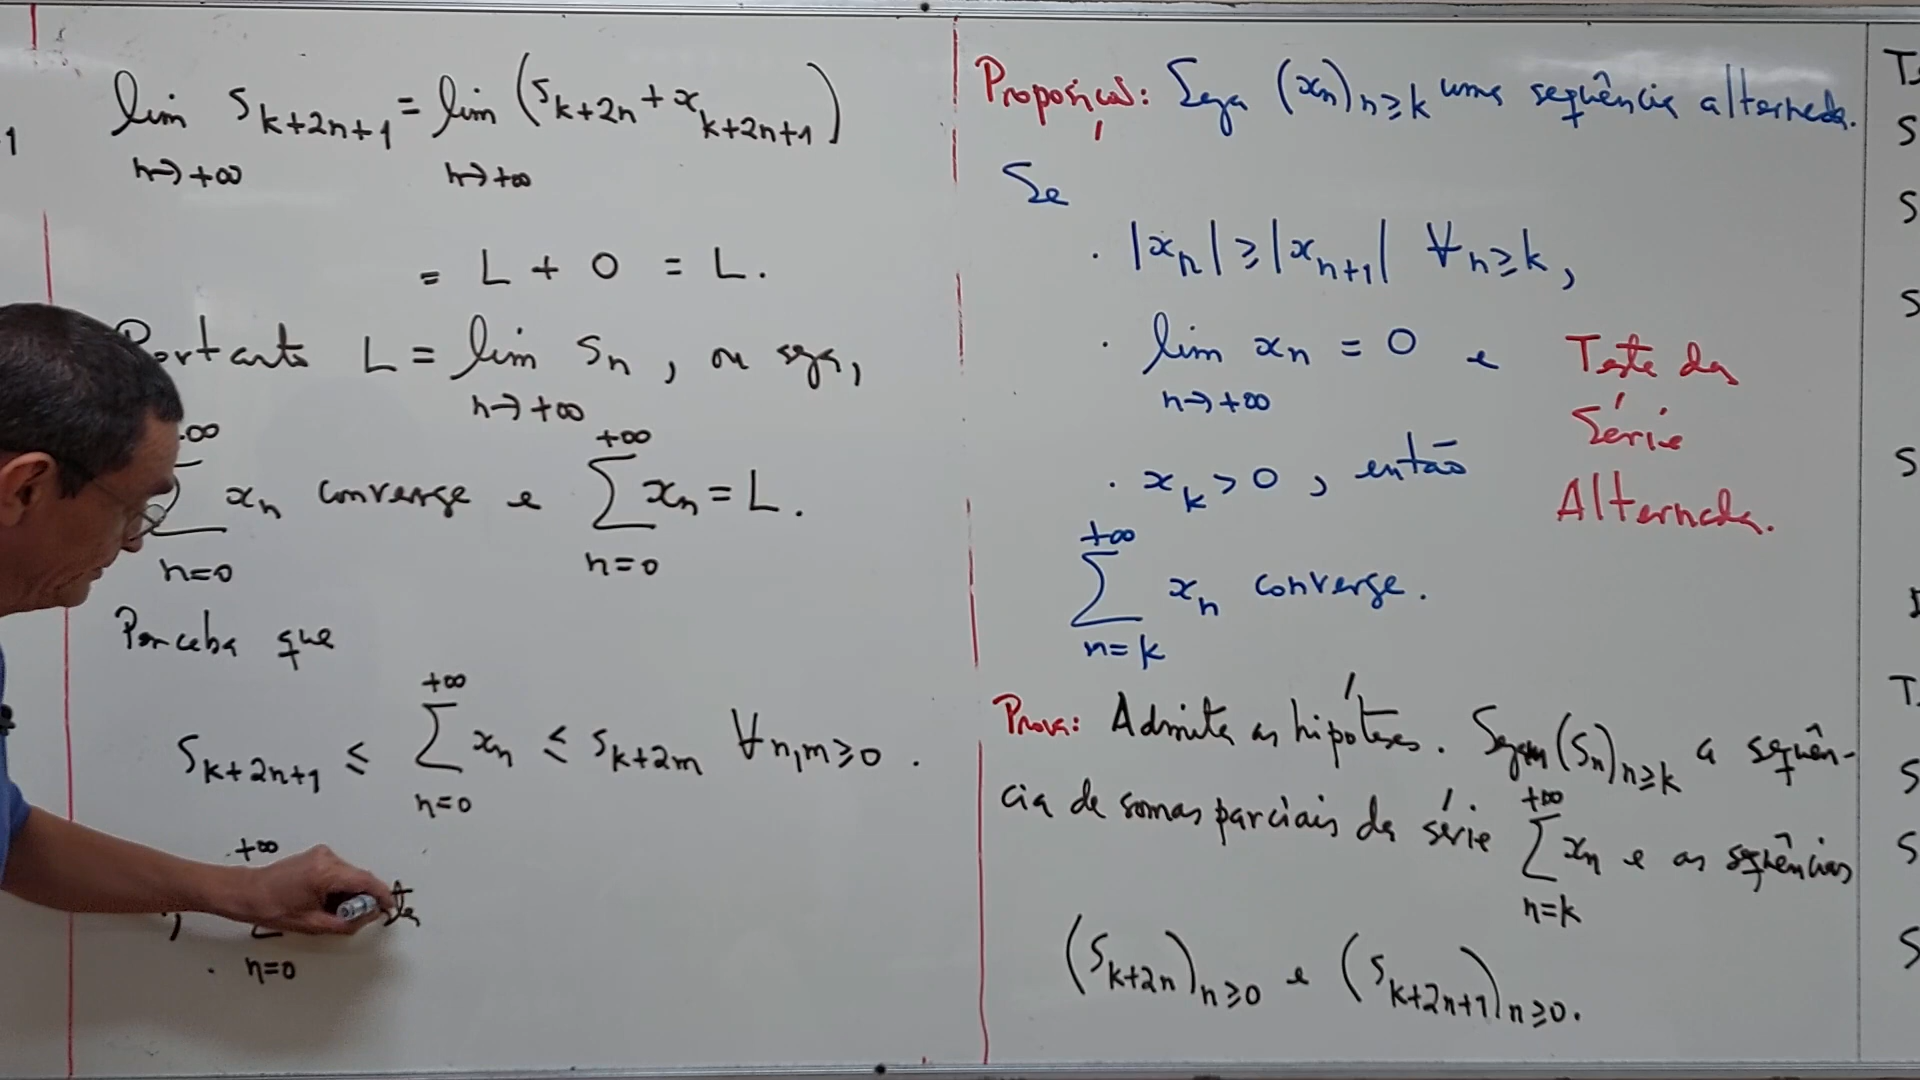 lim s_{k+2n+1} = lim (s_{k+2n} + x_{k+2n+1})
n→+∞ n→+∞
= L + 0 = L.
Portanto L = lim s_n, ou seja,
n→+∞
+∞ +∞
∑ x_n converge e ∑ x_n = L.
n=0 n=0
Perceba que
+∞
s_{k+2n+1} ≤ ∑ x_n ≤ s_{k+2m} ∀n,m≥0.
n=0
+∞
∑
n=0
Proposição: Seja (x_n)_{n≥k} uma sequência alternada.
Se
· |x_n| ≥ |x_{n+1}| ∀n≥k,
· lim x_n = 0 e
n→+∞
· x_k > 0, então
+∞
∑ x_n converge.
n=k
Teste da
Série
Alternada.
Prova: Admita as hipóteses. Sejam (s_n)_{n≥k} a sequên-
cia de somas parciais da série +∞ ∑ n=k x_n e as sequências
(s_{k+2n})_{n≥0} e (s_{k+2n+1})_{n≥0}.